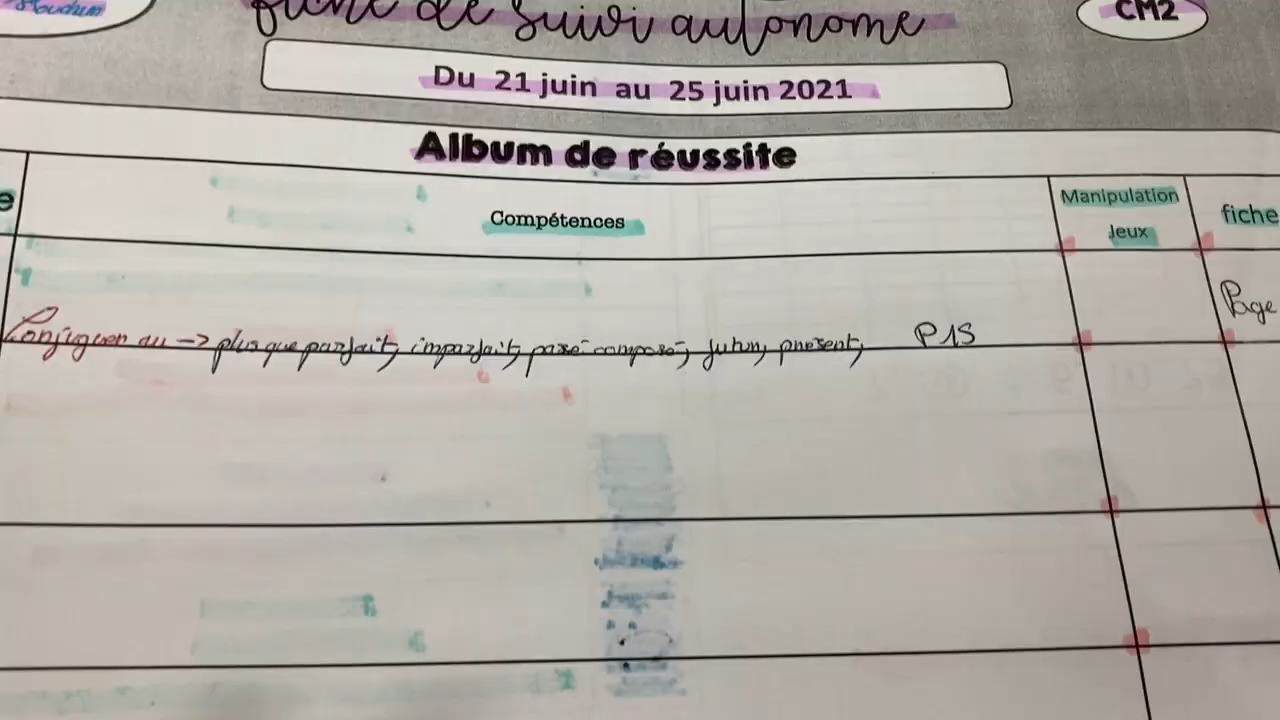 fiche de suivi autonome
CM2
Du 21 juin au 25 juin 2021
Album de réussite
e
Compétences
Manipulation
Jeux
fiche
Page
Conjuguer au -> plus que parfait, imparfait, passé composé, futur, présent, P15